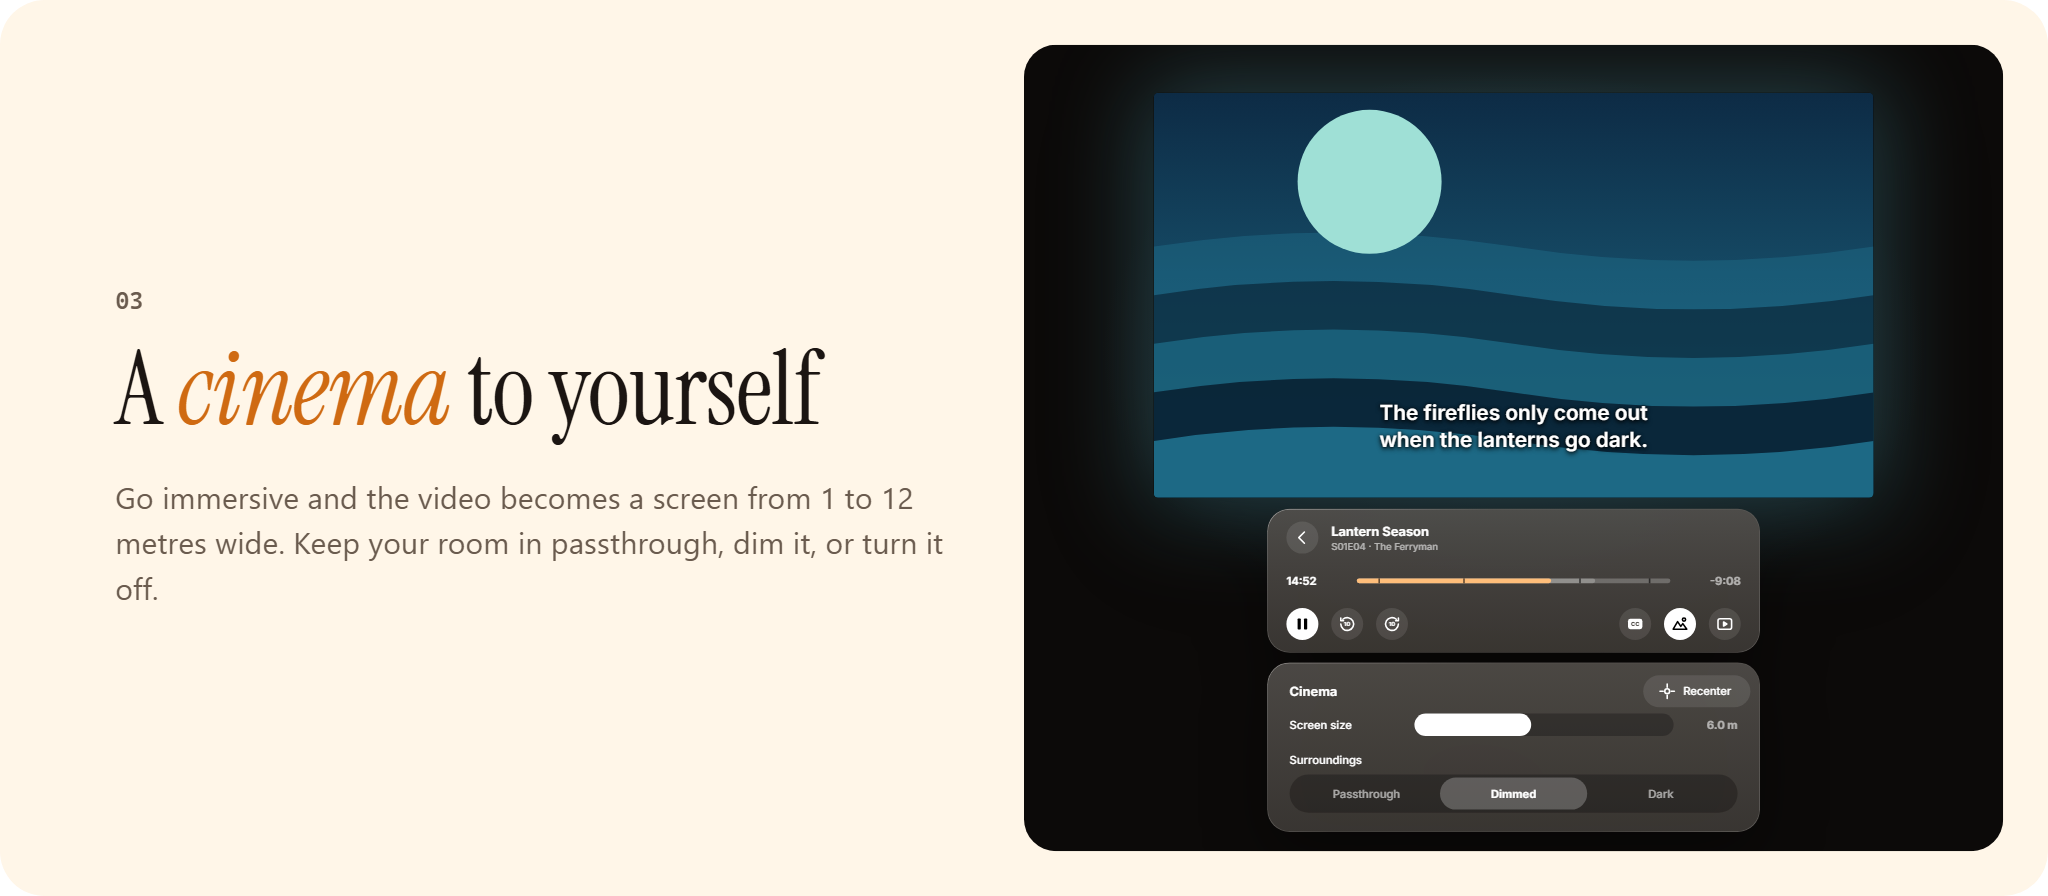 03
A cinema to yourself
Go immersive and the video becomes a screen from 1 to 12
metres wide. Keep your room in passthrough, dim it, or turn it
off.
The fireflies only come out
when the lanterns go dark.
Lantern Season
S01E04 · The Ferryman
14:52
-9:08
10
10
CC
Cinema
Recenter
Screen size
6.0 m
Surroundings
Passthrough
Dimmed
Dark